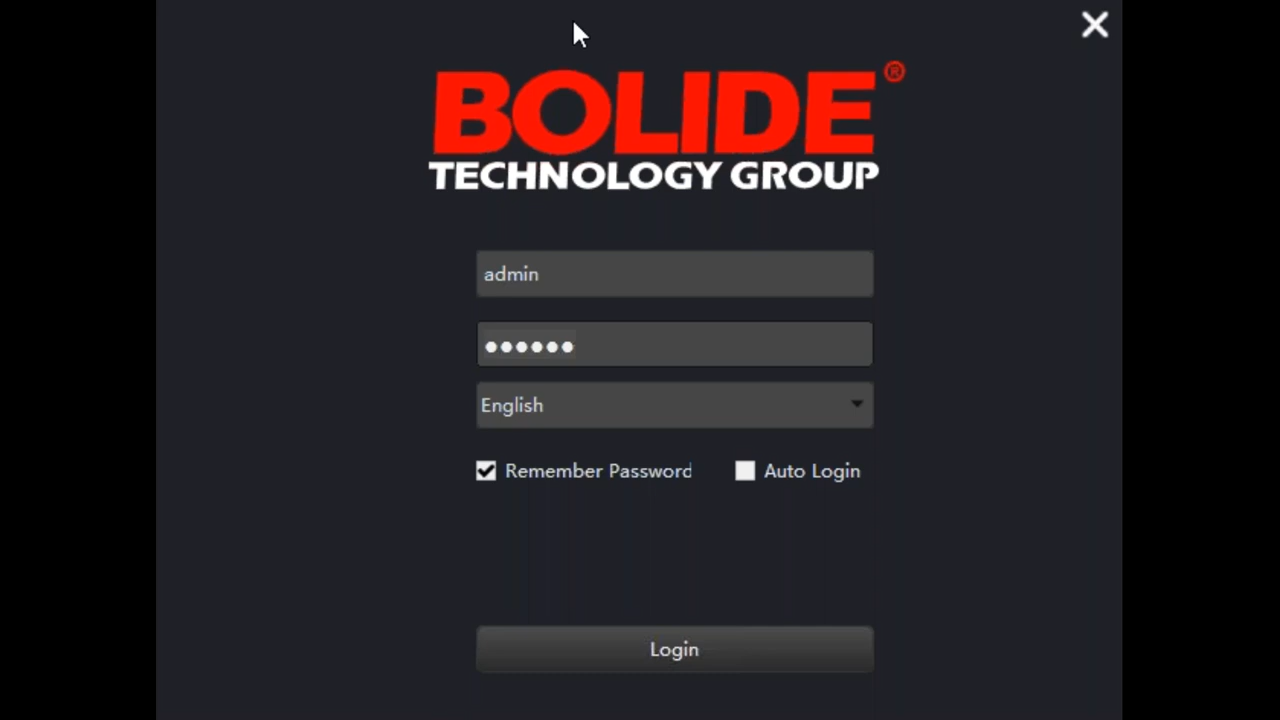 BOLIDE®
TECHNOLOGY GROUP
admin
●●●●●●
English
Remember Password
Auto Login
Login